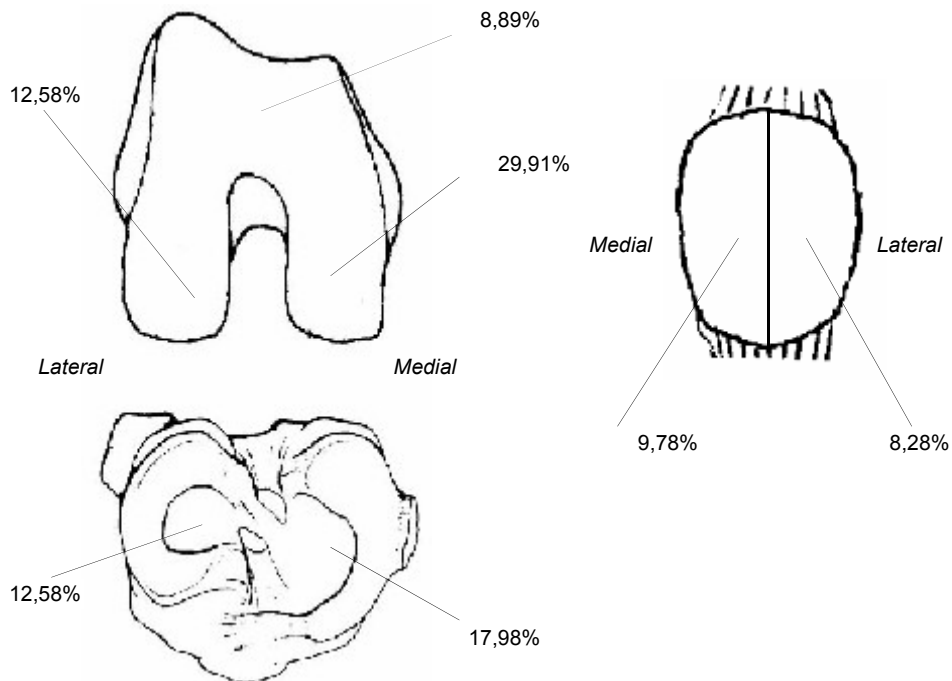 8,89%
12,58%
29,91%
Medial
Lateral
Lateral
Medial
9,78%
8,28%
12,58%
17,98%